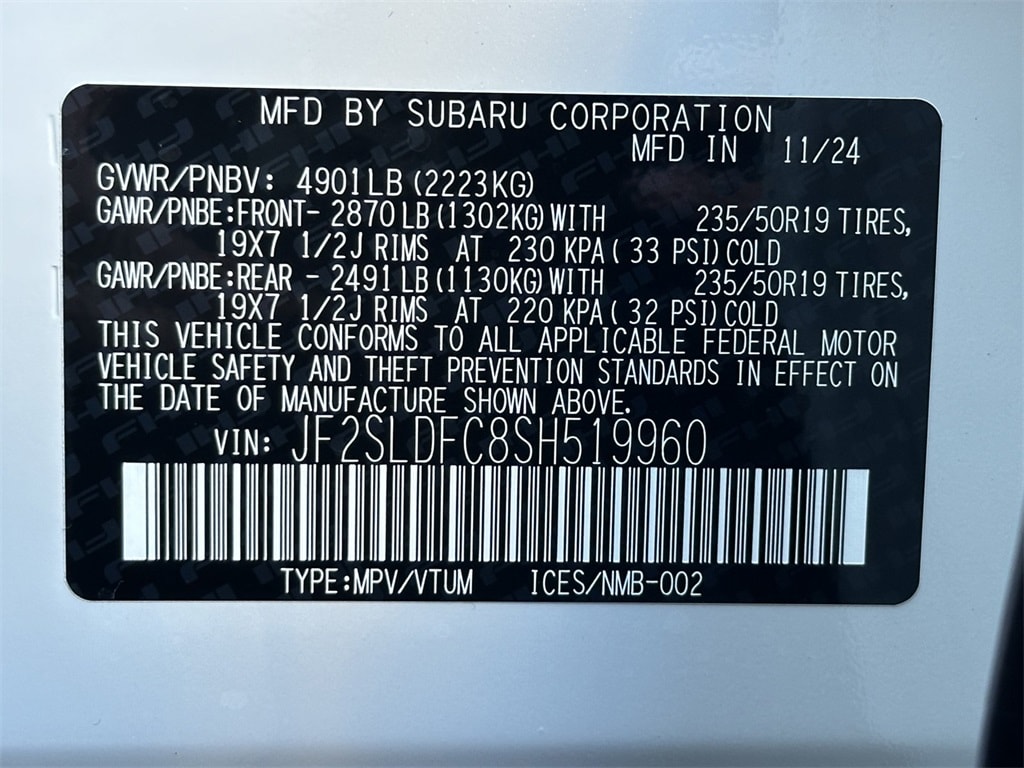 MFD BY SUBARU CORPORATION
MFD IN 11/24
GVWR/PNBV: 4901LB (2223KG)
GAWR/PNBE:FRONT- 2870 LB (1302KG) WITH 235/50R19 TIRES,
19X7 1/2J RIMS AT 230 KPA ( 33 PSI) COLD
GAWR/PNBE:REAR - 2491 LB (1130KG) WITH 235/50R19 TIRES,
19X7 1/2J RIMS AT 220 KPA ( 32 PSI) COLD
THIS VEHICLE CONFORMS TO ALL APPLICABLE FEDERAL MOTOR
VEHICLE SAFETY AND THEFT PREVENTION STANDARDS IN EFFECT ON
THE DATE OF MANUFACTURE SHOWN ABOVE.
VIN: JF2SLDFC8SH519960
TYPE:MPV/VTUM ICES/NMB-002